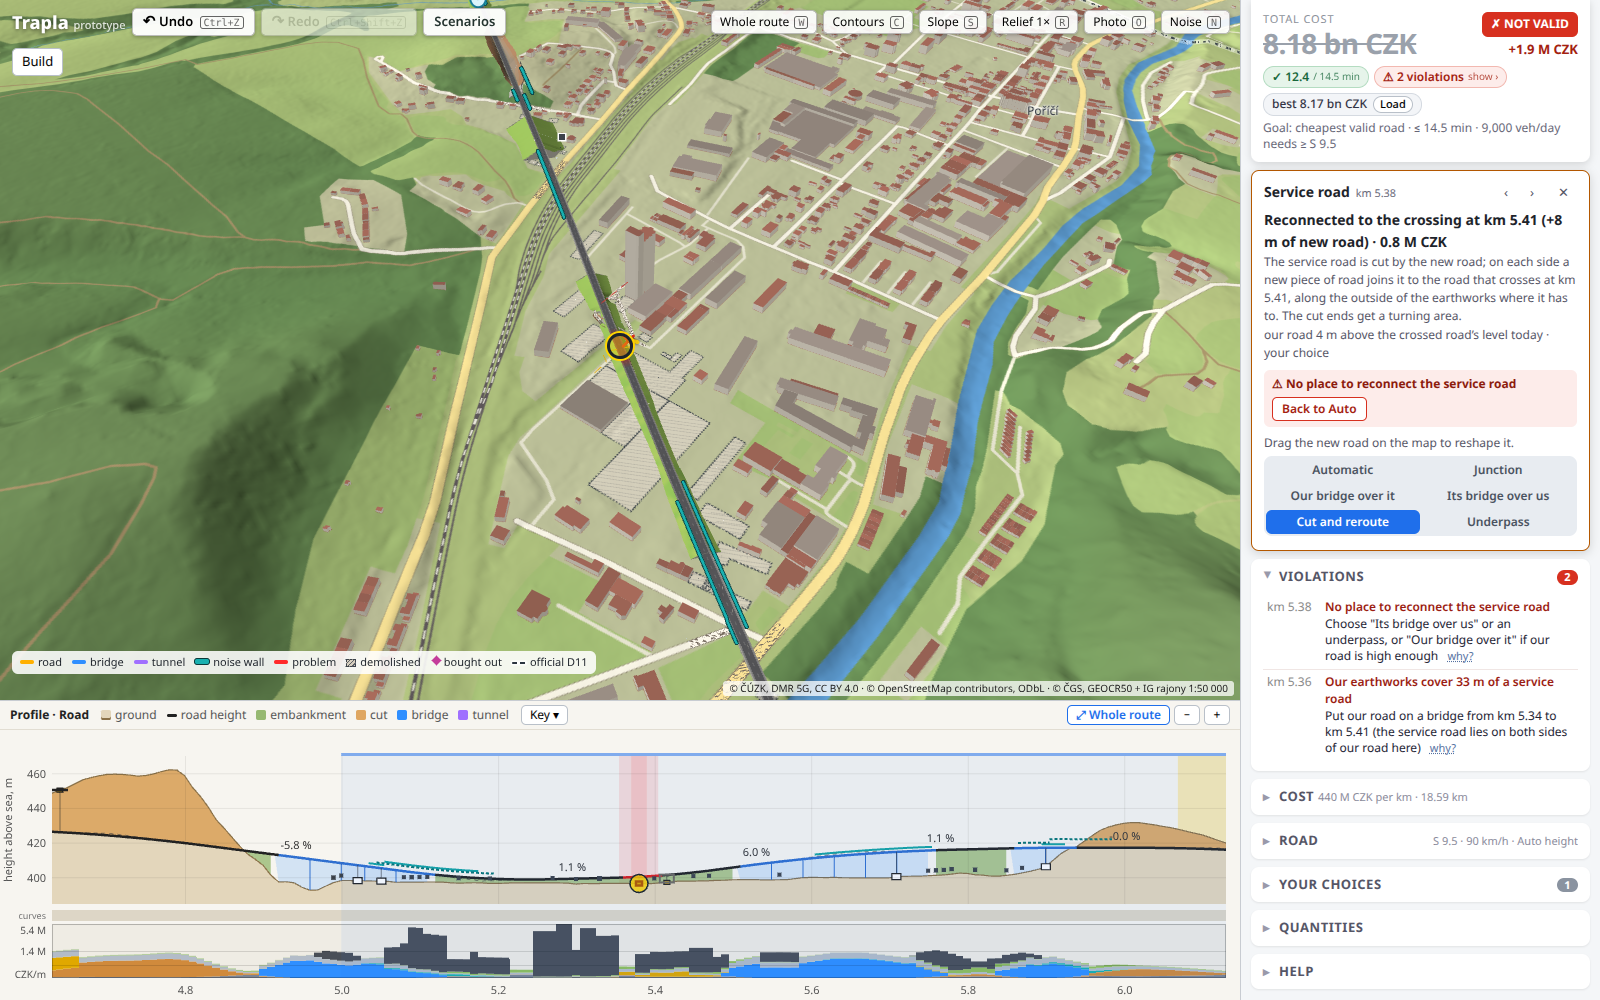 Trapla prototype
↶ Undo Ctrl+Z
↷ Redo Ctrl+Shift+Z
Scenarios
Whole route W
Contours C
Slope S
Relief 1× R
Photo O
Noise N
Build
Poříčí
road
bridge
tunnel
noise wall
problem
demolished
bought out
official D11
© ČÚZK, DMR 5G, CC BY 4.0 · © OpenStreetMap contributors, ODbL · © ČGS, GEOCR50 + IG rajony 1:50 000
Profile · Road
ground
road height
embankment
cut
bridge
tunnel
Key ▾
⤢ Whole route
−
+
height above sea, m
460
440
420
400
-5.8 %
1.1 %
6.0 %
1.1 %
0.0 %
curves
5.4 M
1.4 M
CZK/m
4.8
5.0
5.2
5.4
5.6
5.8
6.0
TOTAL COST
8.18 bn CZK
✗ NOT VALID
+1.9 M CZK
✓ 12.4 / 14.5 min
⚠ 2 violations show ›
best 8.17 bn CZK Load
Goal: cheapest valid road · ≤ 14.5 min · 9,000 veh/day
needs ≥ S 9.5
Service road km 5.38
‹ › ✕
Reconnected to the crossing at km 5.41 (+8
m of new road) · 0.8 M CZK
The service road is cut by the new road; on each side a
new piece of road joins it to the road that crosses at km
5.41, along the outside of the earthworks where it has
to. The cut ends get a turning area.
our road 4 m above the crossed road's level today ·
your choice
⚠ No place to reconnect the service road
Back to Auto
Drag the new road on the map to reshape it.
Automatic
Junction
Our bridge over it
Its bridge over us
Cut and reroute
Underpass
VIOLATIONS
2
km 5.38
No place to reconnect the service road
Choose "Its bridge over us" or an
underpass, or "Our bridge over it" if our
road is high enough why?
km 5.36
Our earthworks cover 33 m of a service
road
Put our road on a bridge from km 5.34 to
km 5.41 (the service road lies on both sides
of our road here) why?
COST 440 M CZK per km · 18.59 km
ROAD
S 9.5 · 90 km/h · Auto height
YOUR CHOICES
1
QUANTITIES
HELP